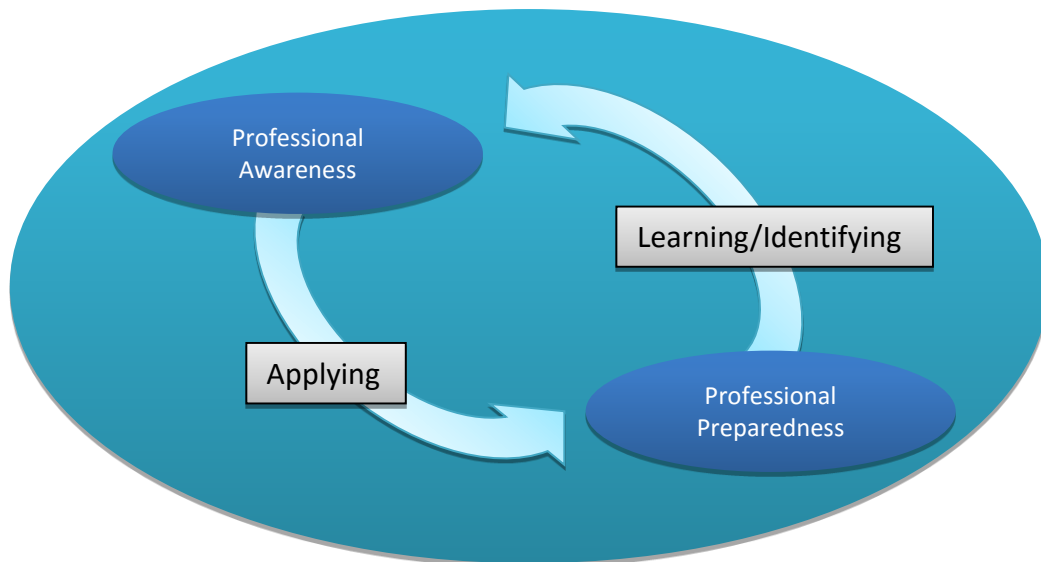 Professional
Awareness
Learning/Identifying
Applying
Professional
Preparedness